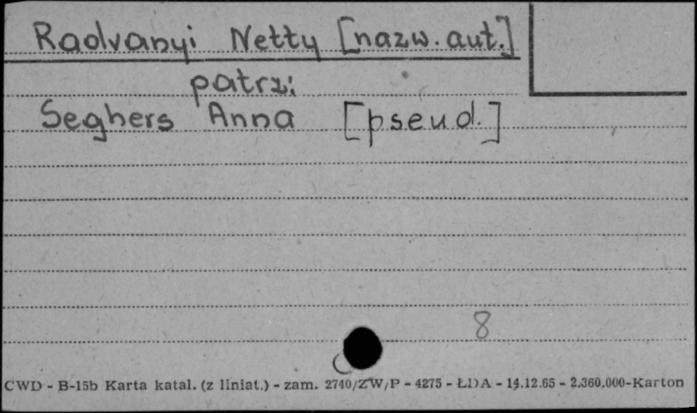 Radvanyi Netty [nazw. aut.]
patrz:
Seghers Anna [pseud.]
8
CWD - B-15b Karta katal. (z liniat.) - zam. 2740/ZW/P - 4275 - ŁDA - 14.12.65 - 2.360.000-Karton